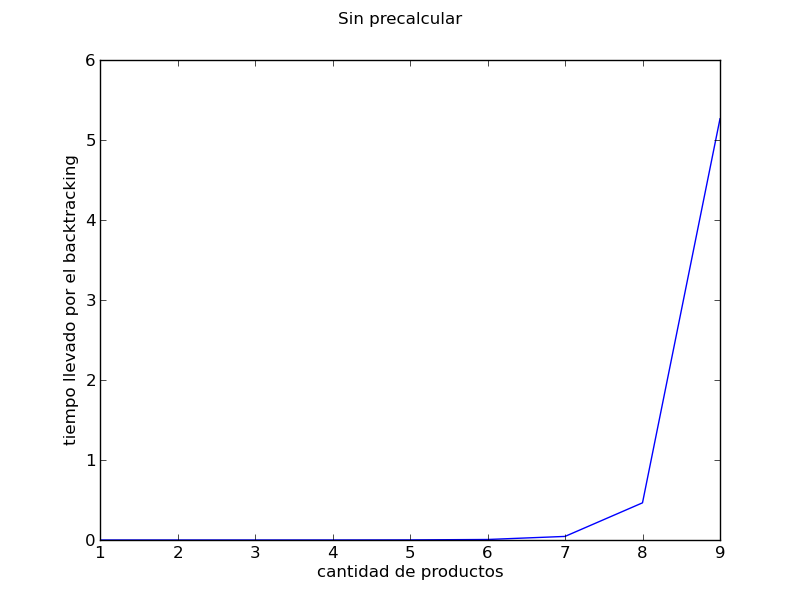 Sin precalcular
6
5
4
3
2
1
0
tiempo llevado por el backtracking
1 2 3 4 5 6 7 8 9
cantidad de productos